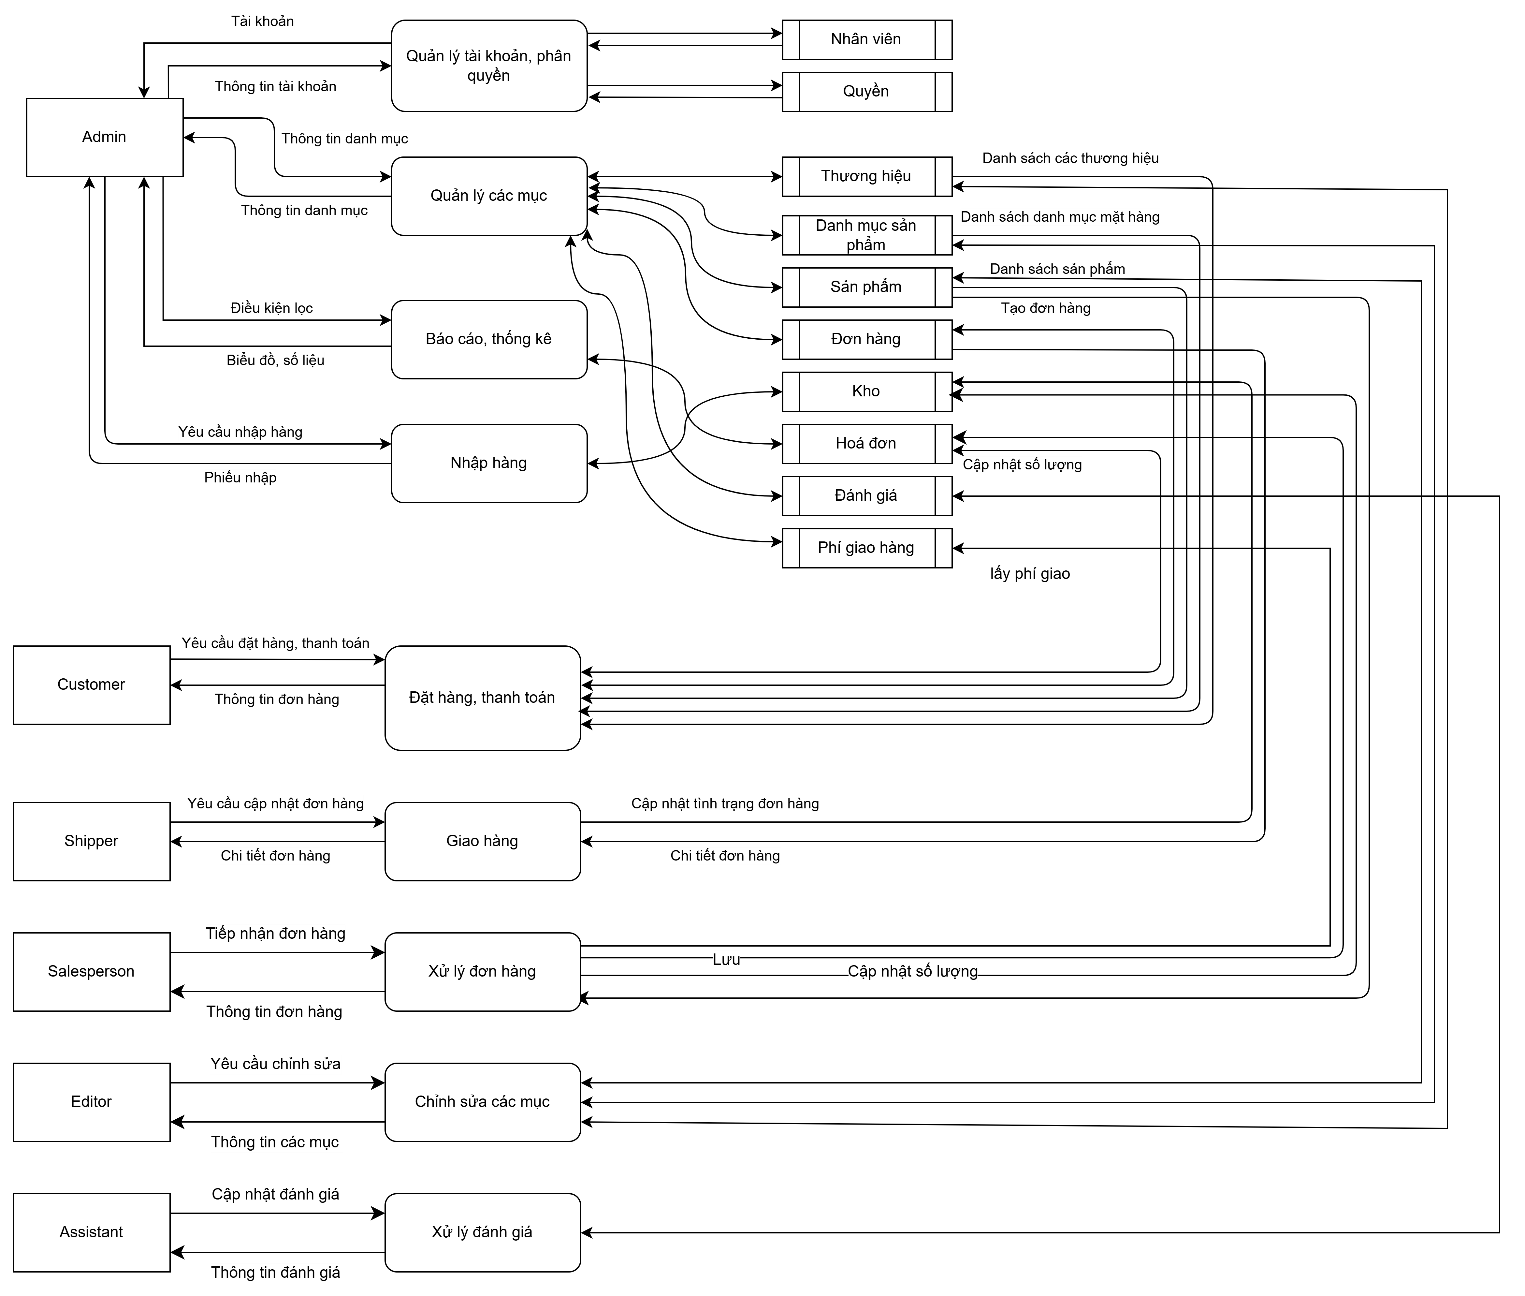 Tài khoản
Quản lý tài khoản, phân
quyền
Nhân viên
Thông tin tài khoản
Quyền
Admin
Thông tin danh mục
Danh sách các thương hiệu
Quản lý các mục
Thương hiệu
Thông tin danh mục
Danh sách danh mục mặt hàng
Danh mục sản
phẩm
Danh sách sản phẩm
Sản phẩm
Điều kiện lọc
Tạo đơn hàng
Báo cáo, thống kê
Đơn hàng
Biểu đồ, số liệu
Kho
Yêu cầu nhập hàng
Hoá đơn
Nhập hàng
Cập nhật số lượng
Phiếu nhập
Đánh giá
Phí giao hàng
lấy phí giao
Yêu cầu đặt hàng, thanh toán
Customer
Thông tin đơn hàng
Đặt hàng, thanh toán
Yêu cầu cập nhật đơn hàng
Cập nhật tình trạng đơn hàng
Shipper
Giao hàng
Chi tiết đơn hàng
Chi tiết đơn hàng
Tiếp nhận đơn hàng
Lưu
Salesperson
Xử lý đơn hàng
Cập nhật số lượng
Thông tin đơn hàng
Yêu cầu chỉnh sửa
Editor
Chỉnh sửa các mục
Thông tin các mục
Cập nhật đánh giá
Assistant
Xử lý đánh giá
Thông tin đánh giá